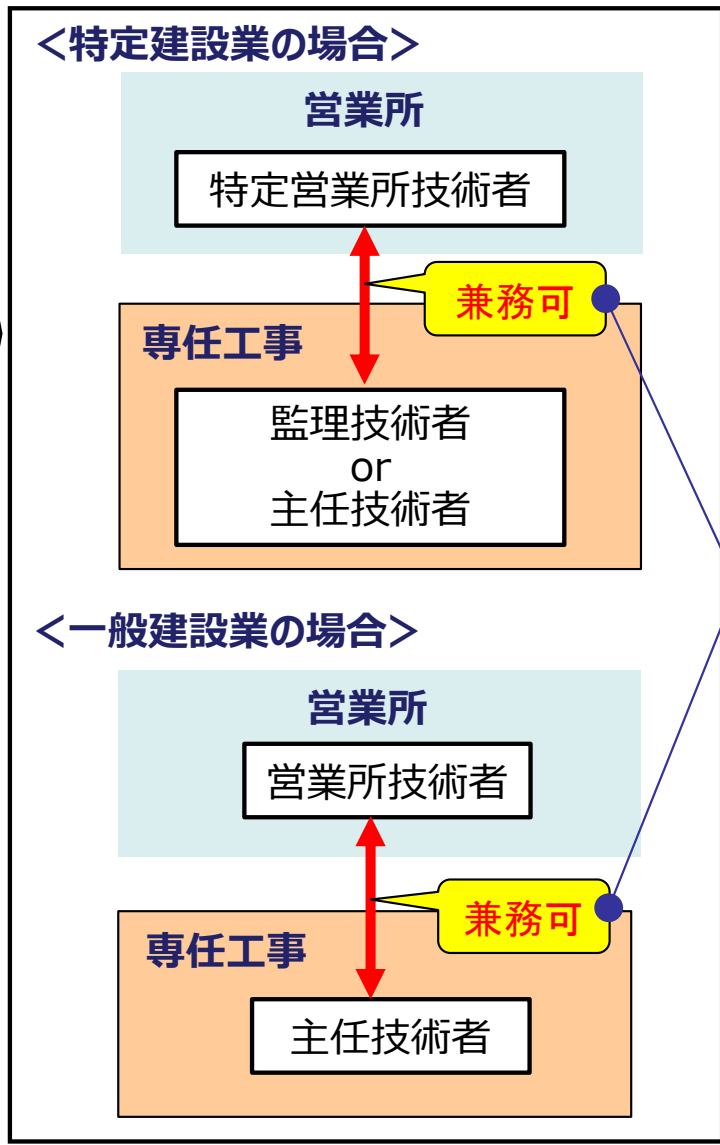 ＜特定建設業の場合＞
営業所
特定営業所技術者
兼務可
専任工事
監理技術者
or
主任技術者
＜一般建設業の場合＞
営業所
営業所技術者
兼務可
専任工事
主任技術者